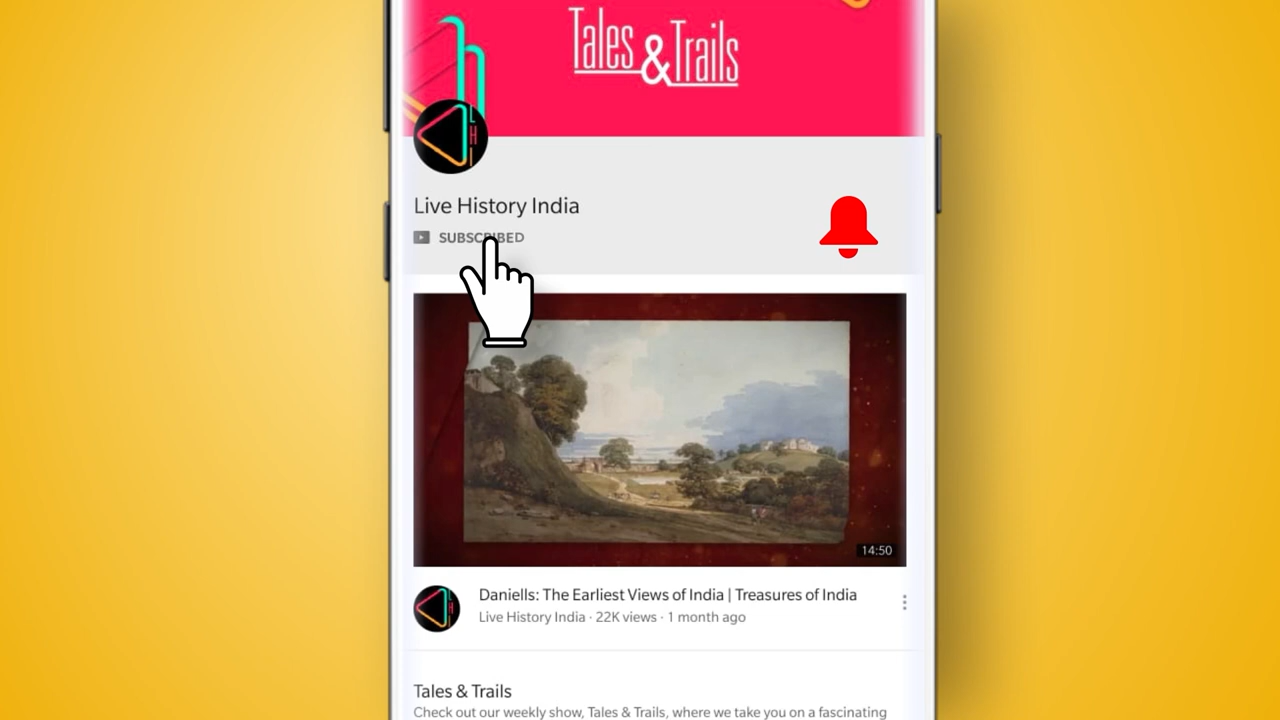 Tales & Trails
LHI
Live History India
SUBSCRIBED
14:50
Daniells: The Earliest Views of India | Treasures of India
Live History India · 22K views · 1 month ago
Tales & Trails
Check out our weekly show, Tales & Trails, where we take you on a fascinating